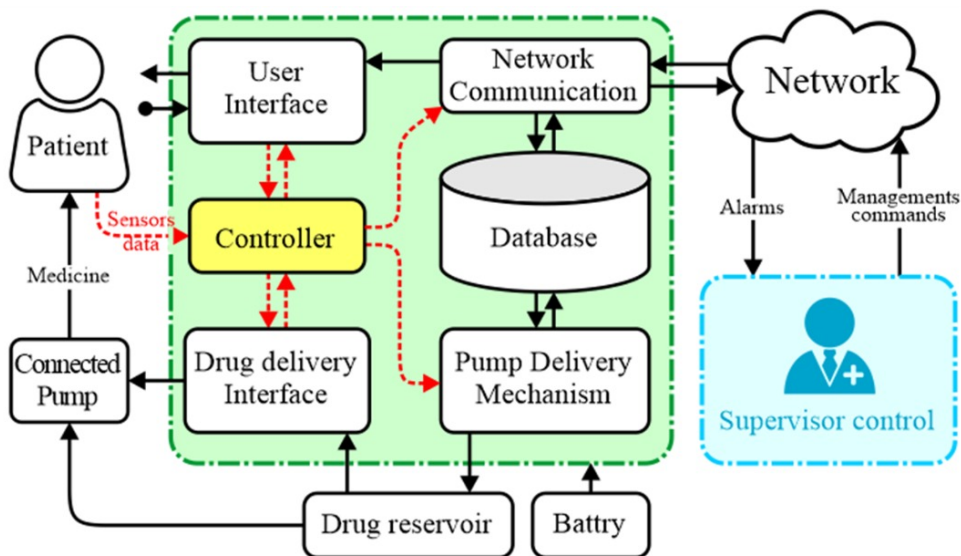 Patient
User
Interface
Network
Communication
Network
Sensors
data
Controller
Database
Alarms
Managements
commands
Medicine
Connected
Pump
Drug delivery
Interface
Pump Delivery
Mechanism
Supervisor control
Drug reservoir
Battry